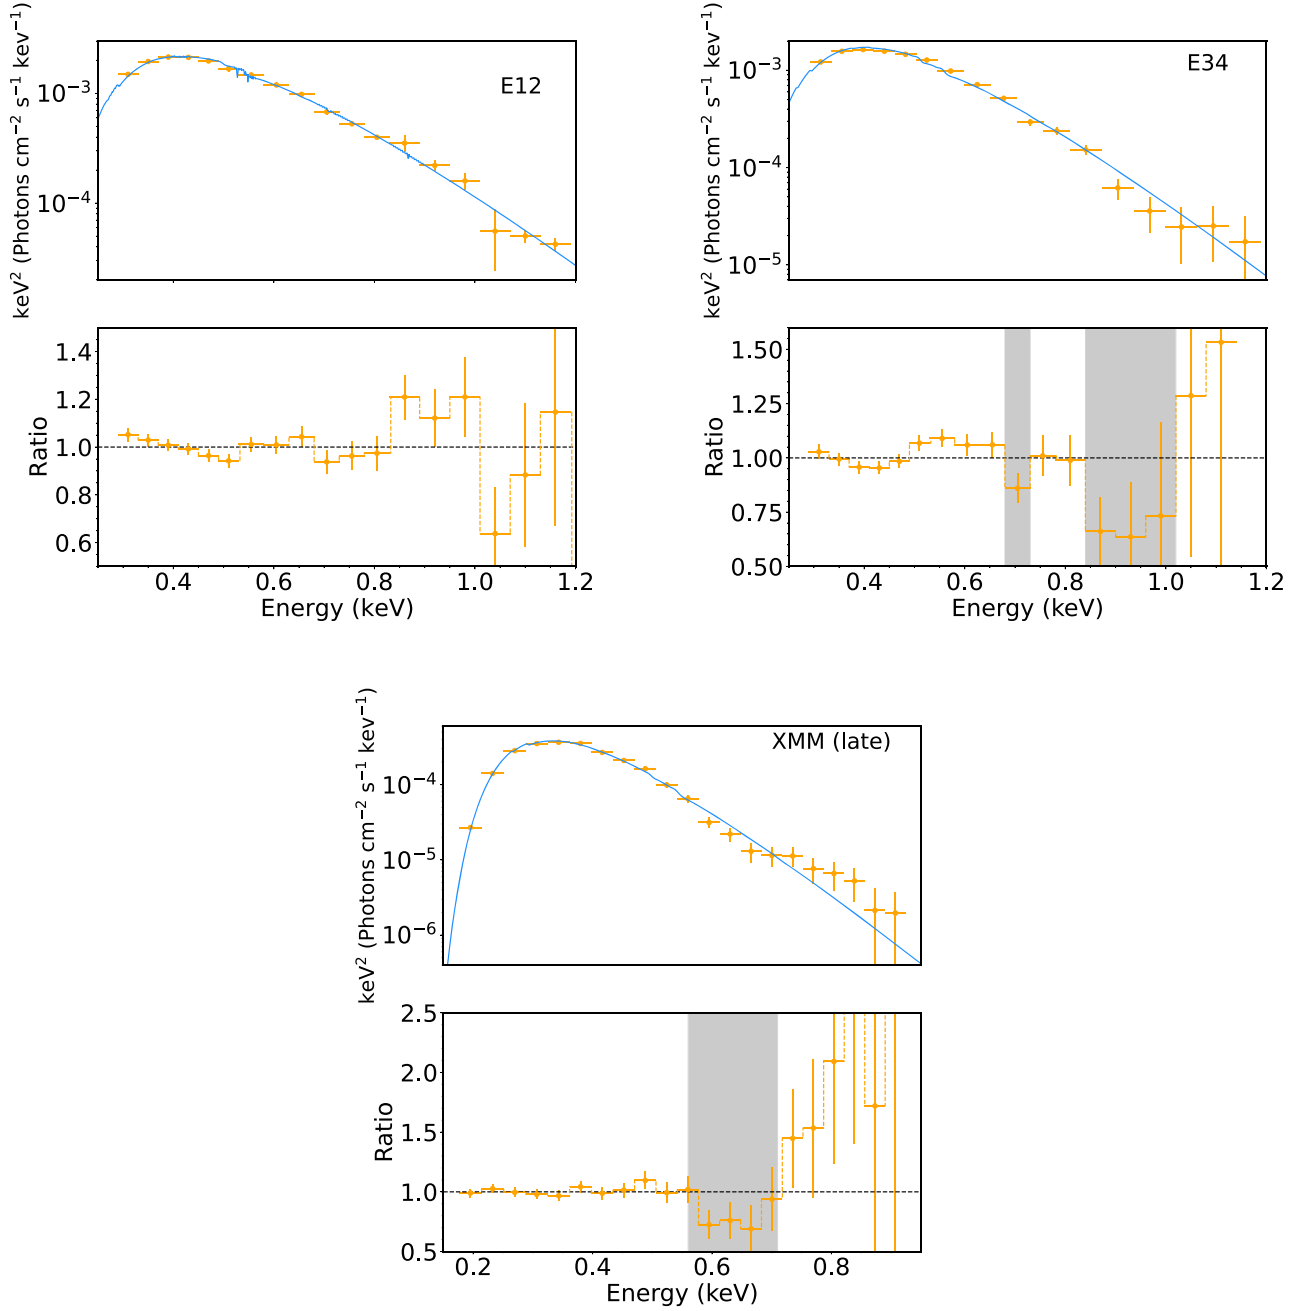 keV² (Photons cm⁻² s⁻¹ kev⁻¹)
10⁻³
10⁻⁴
E12
Ratio
1.4
1.2
1.0
0.8
0.6
0.4 0.6 0.8 1.0 1.2
Energy (keV)
keV² (Photons cm⁻² s⁻¹ kev⁻¹)
10⁻³
10⁻⁴
10⁻⁵
E34
Ratio
1.50
1.25
1.00
0.75
0.50
0.4 0.6 0.8 1.0 1.2
Energy (keV)
keV² (Photons cm⁻² s⁻¹ kev⁻¹)
10⁻⁴
10⁻⁵
10⁻⁶
XMM (late)
Ratio
2.5
2.0
1.5
1.0
0.5
0.2 0.4 0.6 0.8
Energy (keV)